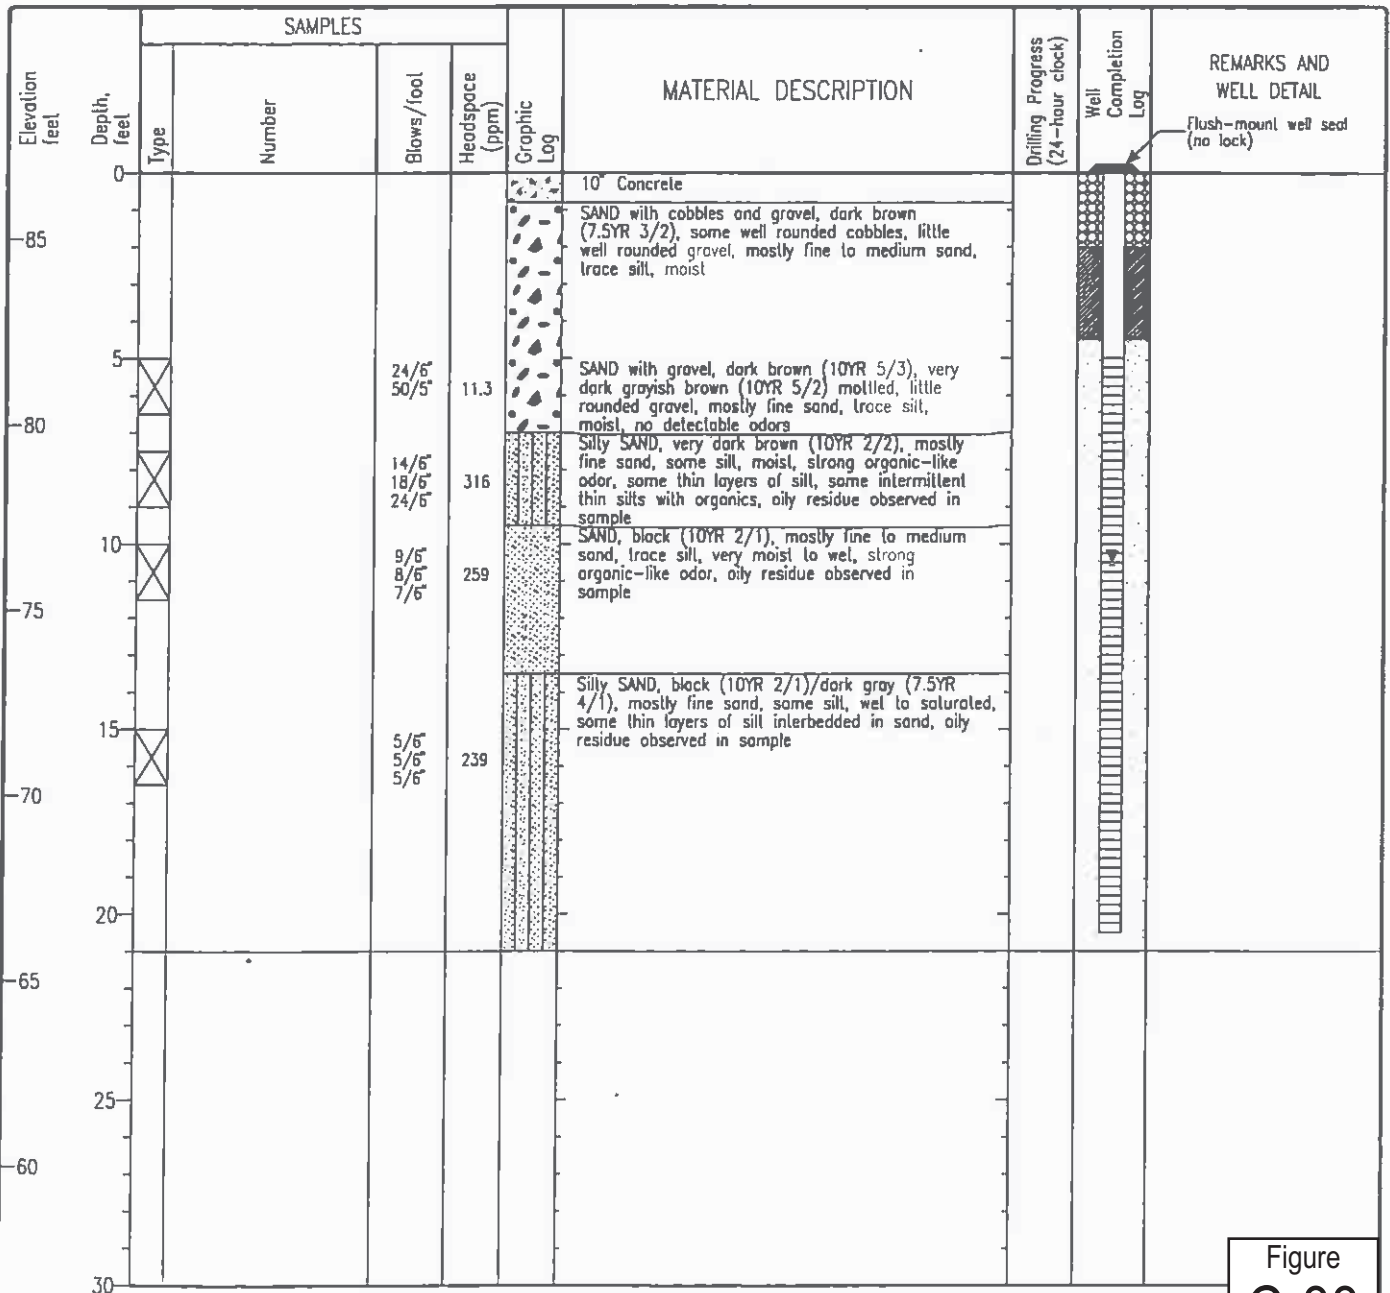 SAMPLES
Elevation
feet
Depth,
feet
Type
Number
Blows/foot
Headspace
(ppm)
Graphic
Log
MATERIAL DESCRIPTION
Drilling Progress
(24-hour clock)
Well
Completion
Log
REMARKS AND
WELL DETAIL
Flush-mount well seal
(no lock)
0
10" Concrete
SAND with cobbles and gravel, dark brown
(7.5YR 3/2), some well rounded cobbles, little
well rounded gravel, mostly fine to medium sand,
trace silt, moist
85
5
24/6"
50/5"
11.3
SAND with gravel, dark brown (10YR 5/3), very
dark grayish brown (10YR 5/2) mottled, little
rounded gravel, mostly fine sand, trace silt,
moist, no detectable odors
80
14/6"
18/6"
24/6"
316
Silty SAND, very dark brown (10YR 2/2), mostly
fine sand, some silt, moist, strong organic-like
odor, some thin layers of silt, some intermittent
thin silts with organics, oily residue observed in
sample
10
9/6"
8/6"
7/6"
259
SAND, black (10YR 2/1), mostly fine to medium
sand, trace silt, very moist to wet, strong
organic-like odor, oily residue observed in
sample
75
Silty SAND, black (10YR 2/1)/dark gray (7.5YR
4/1), mostly fine sand, some silt, wet to saturated,
some thin layers of silt interbedded in sand, oily
residue observed in sample
15
5/6"
5/6"
5/6"
239
70
20
65
25
60
30
Figure